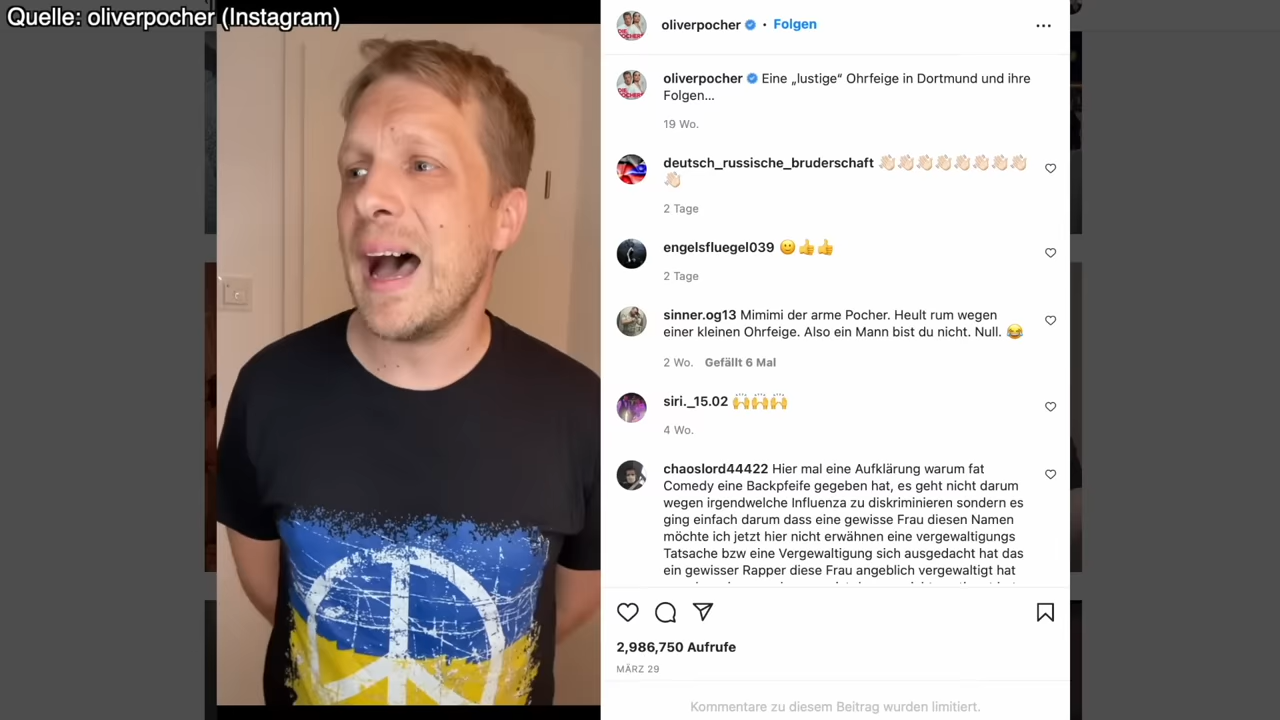 Quelle: oliverpocher (Instagram)
oliverpocher • Folgen
oliverpocher Eine „lustige“ Ohrfeige in Dortmund und ihre
Folgen...
19 Wo.
deutsch_russische_bruderschaft 👏🏻👏🏻👏🏻👏🏻👏🏻👏🏻👏🏻👏🏻
👏🏻
2 Tage
engelsfluegel039 🙂👍👍
2 Tage
sinner.og13 Mimimi der arme Pocher. Heult rum wegen
einer kleinen Ohrfeige. Also ein Mann bist du nicht. Null. 😂
2 Wo. Gefällt 6 Mal
siri._15.02 🙌🙌🙌
4 Wo.
chaoslord44422 Hier mal eine Aufklärung warum fat
Comedy eine Backpfeife gegeben hat, es geht nicht darum
wegen irgendwelche Influenza zu diskriminieren sondern es
ging einfach darum dass eine gewisse Frau diesen Namen
möchte ich jetzt hier nicht erwähnen eine vergewaltigungs
Tatsache bzw eine Vergewaltigung sich ausgedacht hat das
ein gewisser Rapper diese Frau angeblich vergewaltigt hat
2,986,750 Aufrufe
MÄRZ 29
Kommentare zu diesem Beitrag wurden limitiert.